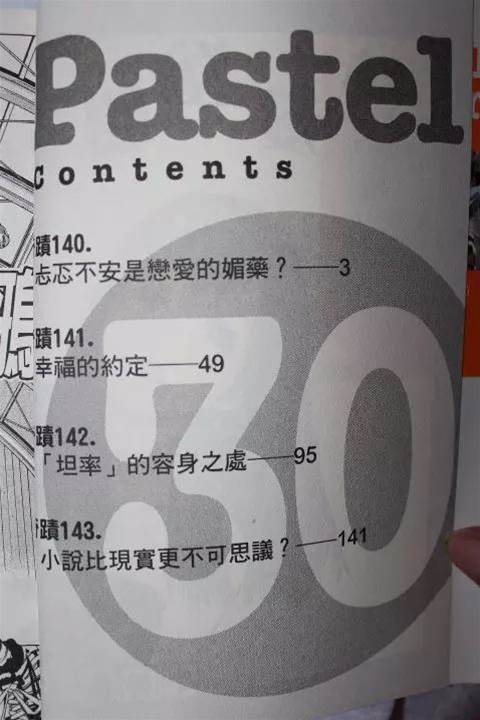 Pastel
contents
蹟140.
忐忑不安是戀愛的媚藥？——3
蹟141.
幸福的約定——49
蹟142.
「坦率」的容身之處——95
蹟143.
小說比現實更不可思議？——141
30